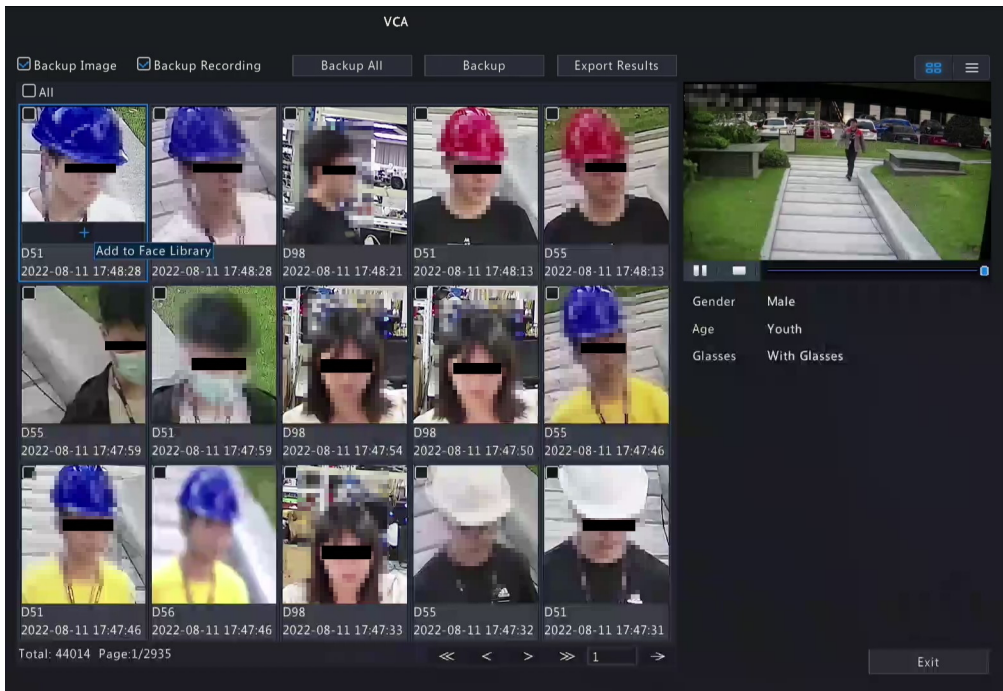 VCA
Backup Image Backup Recording Backup All Backup Export Results
All
D51 Add to Face Library D98 D51 D55
2022-08-11 17:48:28 2022-08-11 17:48:28 2022-08-11 17:48:21 2022-08-11 17:48:13 2022-08-11 17:48:13
Gender Male
Age Youth
Glasses With Glasses
D55 D51 D98 D98 D55
2022-08-11 17:47:59 2022-08-11 17:47:59 2022-08-11 17:47:54 2022-08-11 17:47:50 2022-08-11 17:47:46
D51 D56 D98 D55 D51
2022-08-11 17:47:46 2022-08-11 17:47:46 2022-08-11 17:47:33 2022-08-11 17:47:32 2022-08-11 17:47:31
Total: 44014 Page:1/2935 1
Exit